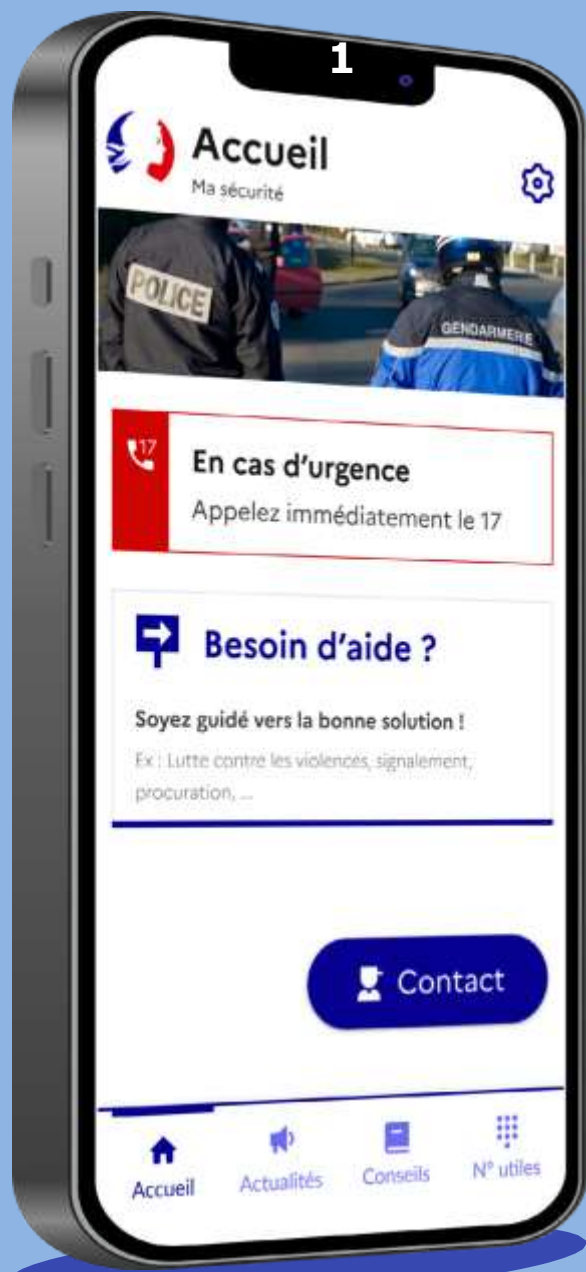 1
Accueil
Ma sécurité
POLICE
GENDARMERIE
17
En cas d'urgence
Appelez immédiatement le 17
Besoin d'aide ?
Soyez guidé vers la bonne solution !
Ex : Lutte contre les violences, signalement,
procuration, ...
Contact
Accueil
Actualités
Conseils
N° utiles